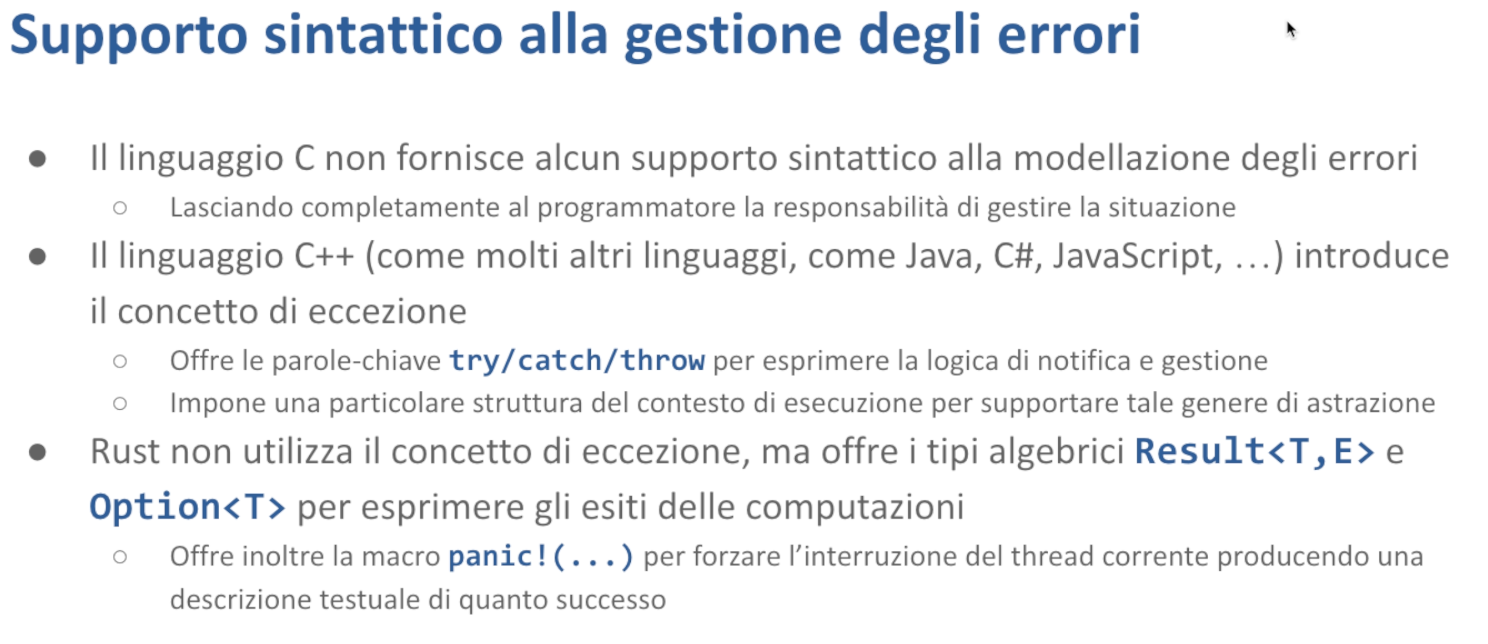 Supporto sintattico alla gestione degli errori
● Il linguaggio C non fornisce alcun supporto sintattico alla modellazione degli errori
○ Lasciando completamente al programmatore la responsabilità di gestire la situazione
● Il linguaggio C++ (come molti altri linguaggi, come Java, C#, JavaScript, …) introduce
il concetto di eccezione
○ Offre le parole-chiave try/catch/throw per esprimere la logica di notifica e gestione
○ Impone una particolare struttura del contesto di esecuzione per supportare tale genere di astrazione
● Rust non utilizza il concetto di eccezione, ma offre i tipi algebrici Result<T,E> e
Option<T> per esprimere gli esiti delle computazioni
○ Offre inoltre la macro panic!(...) per forzare l’interruzione del thread corrente producendo una
descrizione testuale di quanto successo